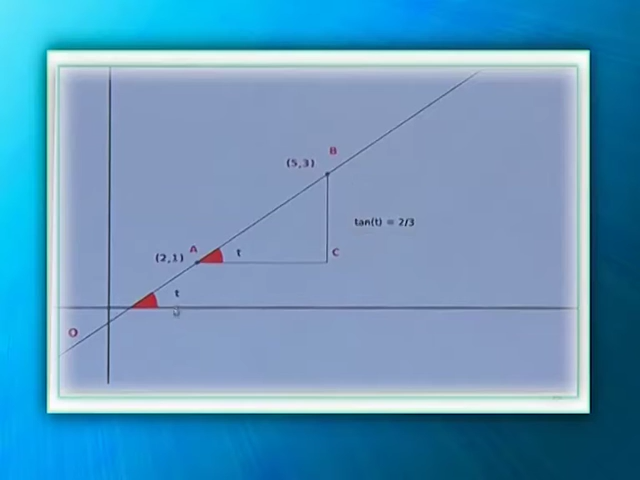 B
(5,3)
tan(t) = 2/3
A
t
C
(2,1)
t
O